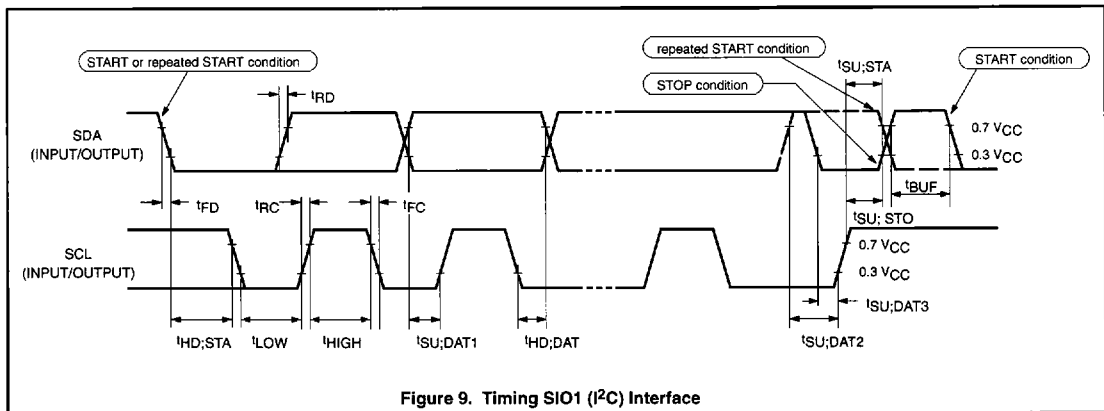 START or repeated START condition
repeated START condition
STOP condition
tSU;STA
START condition
tRD
SDA
(INPUT/OUTPUT)
0.7 VCC
0.3 VCC
tFD
tRC
tFC
tBUF
tSU; STO
SCL
(INPUT/OUTPUT)
0.7 VCC
0.3 VCC
tSU;DAT3
tHD;STA
tLOW
tHIGH
tSU;DAT1
tHD;DAT
tSU;DAT2
Figure 9. Timing SIO1 (I²C) Interface